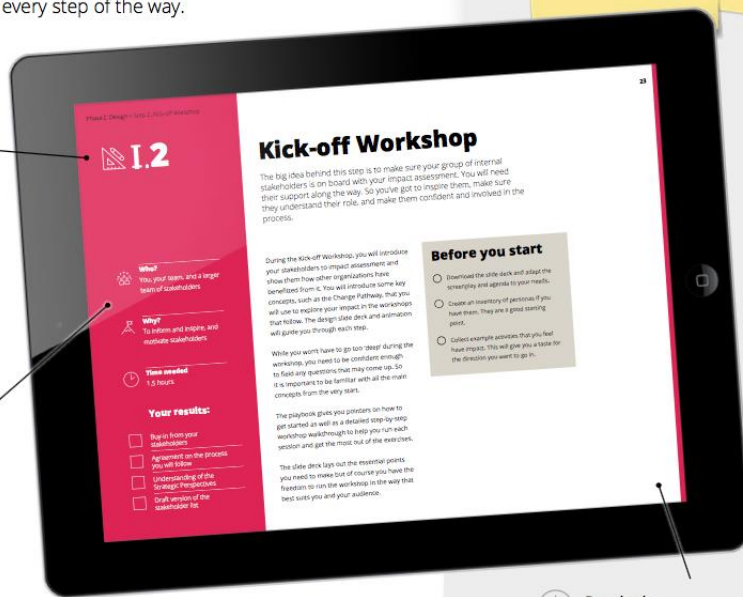 every step of the way.
Phase I: Design – Step 2: Kick-off Workshop
23
I.2
Kick-off Workshop
The big idea behind this step is to make sure your group of internal
stakeholders is on board with your impact assessment. You will need
their support along the way. So you've got to inspire them, make sure
they understand their role, and make them confident and involved in the
process.
Who?
You, your team, and a larger
team of stakeholders
Why?
To inform and inspire, and
motivate stakeholders
Time needed
1,5 hours
Your results:
Buy-in from your
stakeholders
Agreement on the process
you will follow
Understanding of the
Strategic Perspectives
Draft version of the
stakeholder list
During the Kick-off Workshop, you will introduce
your stakeholders to impact assessment and
show them how other organizations have
benefitted from it. You will introduce some key
concepts, such as the Change Pathway, that you
will use to explore your impact in the workshops
that follow. The design slide deck and animation
will guide you through each step.
While you won't have to go too 'deep' during the
workshop, you need to be confident enough
to field any questions that may come up. So
it is important to be familiar with all the main
concepts from the very start.
The playbook gives you pointers on how to
get started as well as a detailed step-by-step
workshop walkthrough to help you run each
session and get the most out of the exercises.
The slide deck lays out the essential points
you need to make but of course you have the
freedom to run the workshop in the way that
best suits you and your audience.
Before you start
Download the slide deck and adapt the
screenplay and agenda to your needs.
Create an inventory of personas if you
have them. They are a good starting
point.
Collect example activities that you feel
have impact. This will give you a taste for
the direction you want to go in.